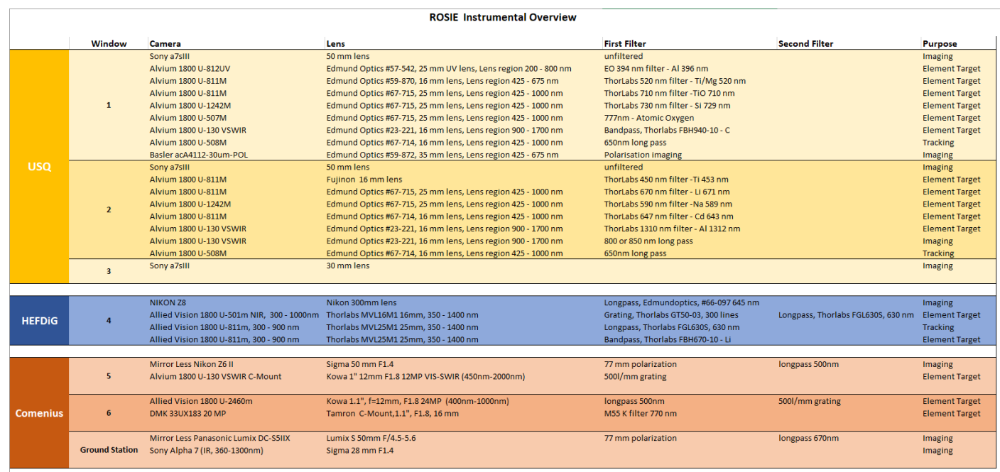 ROSIE Instrumental Overview
Window Camera Lens First Filter Second Filter Purpose
USQ
1
Sony a7sIII 50 mm lens unfiltered Imaging
Alvium 1800 U-812UV Edmund Optics #57-542, 25 mm UV lens, Lens region 200 - 800 nm EO 394 nm filter - Al 396 nm Element Target
Alvium 1800 U-811M Edmund Optics #59-870, 16 mm lens, Lens region 425 - 675 nm ThorLabs 520 nm filter - Ti/Mg 520 nm Element Target
Alvium 1800 U-811M Edmund Optics #67-715, 25 mm lens, Lens region 425 - 1000 nm ThorLabs 710 nm filter -TiO 710 nm Element Target
Alvium 1800 U-1242M Edmund Optics #67-715, 25 mm lens, Lens region 425 - 1000 nm ThorLabs 730 nm filter - Si 729 nm Element Target
Alvium 1800 U-507M Edmund Optics #67-715, 25 mm lens, Lens region 425 - 1000 nm 777nm - Atomic Oxygen Element Target
Alvium 1800 U-130 VSWIR Edmund Optics #23-221, 16 mm lens, Lens region 900 - 1700 nm Bandpass, Thorlabs FBH940-10 - C Element Target
Alvium 1800 U-508M Edmund Optics #67-714, 16 mm lens, Lens region 425 - 1000 nm 650nm long pass Tracking
Basler acA4112-30um-POL Edmund Optics #59-872, 35 mm lens, Lens region 425 - 675 nm Polarisation imaging Imaging
2
Sony a7sIII 50 mm lens unfiltered Imaging
Alvium 1800 U-811M Fujinon 16 mm lens ThorLabs 450 nm filter -Ti 453 nm Element Target
Alvium 1800 U-811M Edmund Optics #67-715, 25 mm lens, Lens region 425 - 1000 nm ThorLabs 670 nm filter - Li 671 nm Element Target
Alvium 1800 U-1242M Edmund Optics #67-715, 25 mm lens, Lens region 425 - 1000 nm ThorLabs 590 nm filter -Na 589 nm Element Target
Alvium 1800 U-811M Edmund Optics #67-714, 16 mm lens, Lens region 425 - 1000 nm ThorLabs 647 nm filter - Cd 643 nm Element Target
Alvium 1800 U-130 VSWIR Edmund Optics #23-221, 16 mm lens, Lens region 900 - 1700 nm ThorLabs 1310 nm filter - Al 1312 nm Element Target
Alvium 1800 U-130 VSWIR Edmund Optics #23-221, 16 mm lens, Lens region 900 - 1700 nm 800 or 850 nm long pass Imaging
Alvium 1800 U-508M Edmund Optics #67-714, 16 mm lens, Lens region 425 - 1000 nm 650nm long pass Tracking
3
Sony a7sIII 30 mm lens Imaging
HEFDiG
4
NIKON Z8 Nikon 300mm lens Longpass, Edmundoptics, #66-097 645 nm Imaging
Allied Vision 1800 U-501m NIR, 300 - 1000nm Thorlabs MVL16M1 16mm, 350 - 1400 nm Grating, Thorlabs GT50-03, 300 lines Longpass, Thorlabs FGL630S, 630 nm Element Target
Allied Vision 1800 U-811m, 300 - 900 nm Thorlabs MVL25M1 25mm, 350 - 1400 nm Longpass, Thorlabs FGL630S, 630 nm Tracking
Allied Vision 1800 U-811m, 300 - 900 nm Thorlabs MVL25M1 25mm, 350 - 1400 nm Bandpass, Thorlabs FBH670-10 - Li Element Target
Comenius
5
Mirror Less Nikon Z6 II Sigma 50 mm F1.4 77 mm polarization longpass 500nm Imaging
Alvium 1800 U-130 VSWIR C-Mount Kowa 1" 12mm F1.8 12MP VIS-SWIR (450nm-2000nm) 500l/mm grating Element Target
6
Allied Vision 1800 U-2460m Kowa 1.1", f=12mm, F1.8 24MP (400nm-1000nm) longpass 500nm 500l/mm grating Element Target
DMK 33UX183 20 MP Tamron C-Mount,1.1", F1.8, 16 mm M55 K filter 770 nm Element Target
Ground Station
Mirror Less Panasonic Lumix DC-S5IIX Lumix S 50mm F/4.5-5.6 77 mm polarization longpass 670nm Imaging
Sony Alpha 7 (IR, 360-1300nm) Sigma 28 mm F1.4 Imaging